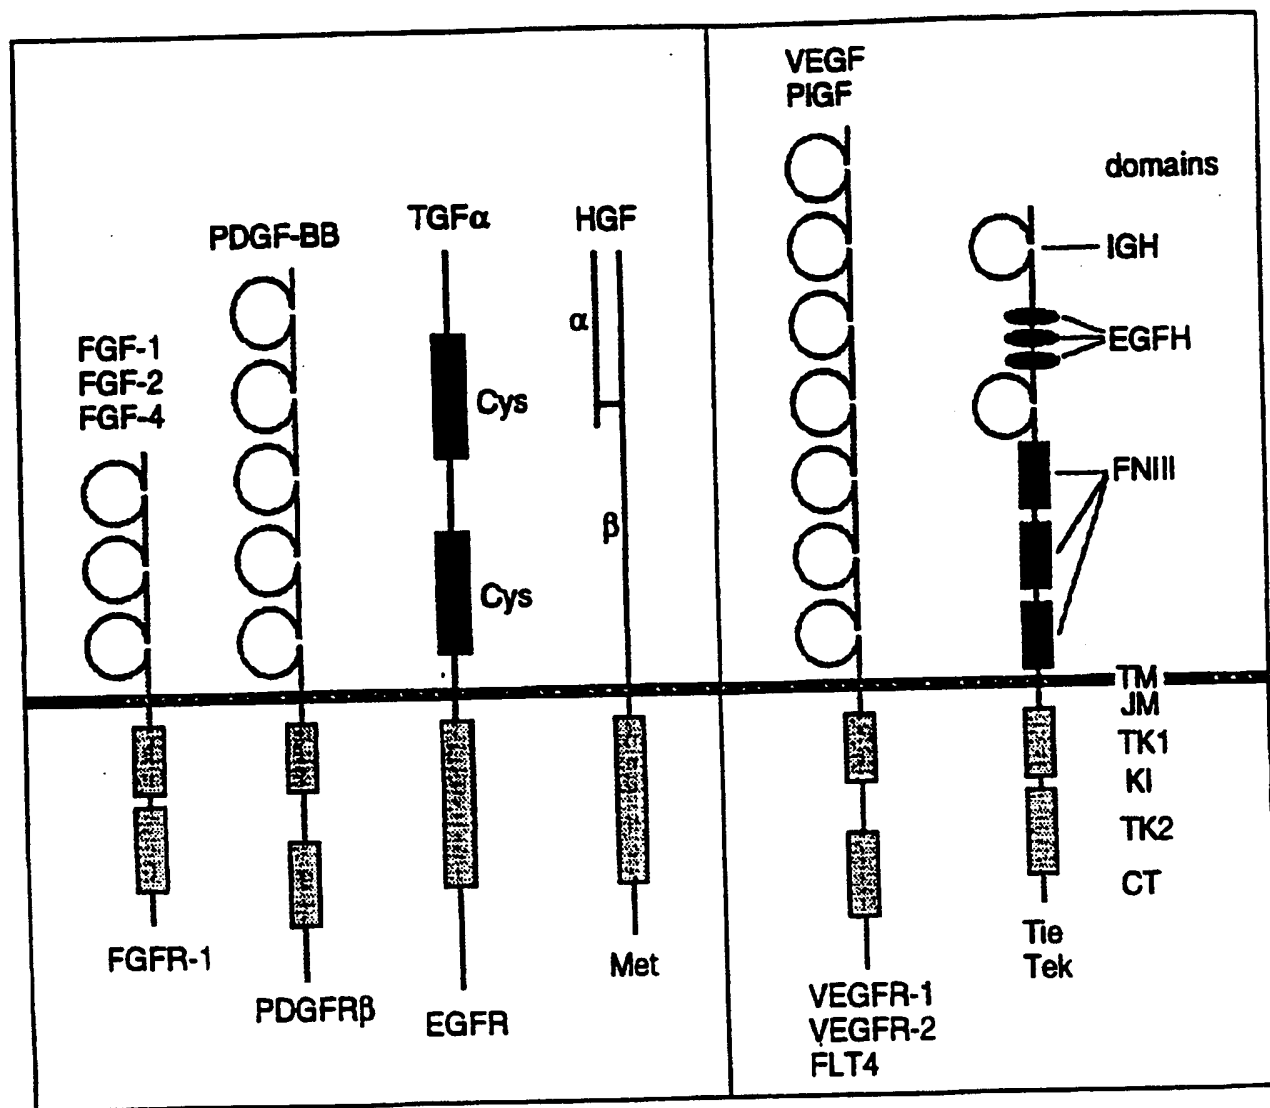 FGF-1
FGF-2
FGF-4
PDGF-BB
TGFα
HGF
α
Cys
β
Cys
FGFR-1
PDGFRβ
EGFR
Met
VEGF
PIGF
domains
IGH
EGFH
FNIII
TM
JM
TK1
KI
TK2
CT
VEGFR-1
VEGFR-2
FLT4
Tie
Tek